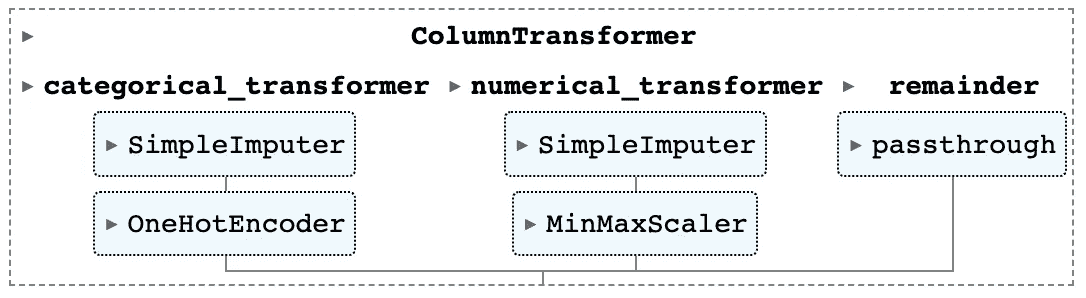 ColumnTransformer
categorical_transformer numerical_transformer remainder
SimpleImputer SimpleImputer passthrough
OneHotEncoder MinMaxScaler